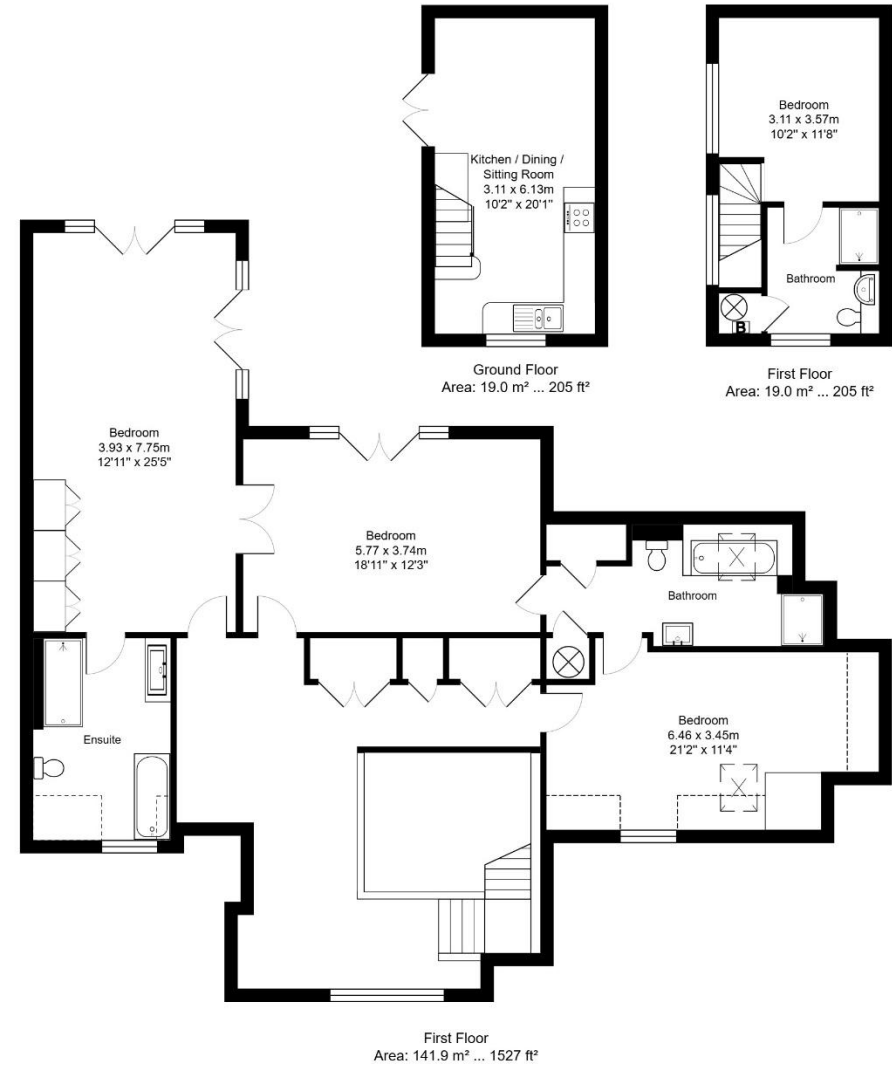 Kitchen / Dining /
Sitting Room
3.11 x 6.13m
10'2" x 20'1"
Ground Floor
Area: 19.0 m² ... 205 ft²
Bedroom
3.11 x 3.57m
10'2" x 11'8"
Bathroom
B
First Floor
Area: 19.0 m² ... 205 ft²
Bedroom
3.93 x 7.75m
12'11" x 25'5"
Bedroom
5.77 x 3.74m
18'11" x 12'3"
Bathroom
Ensuite
Bedroom
6.46 x 3.45m
21'2" x 11'4"
First Floor
Area: 141.9 m² ... 1527 ft²